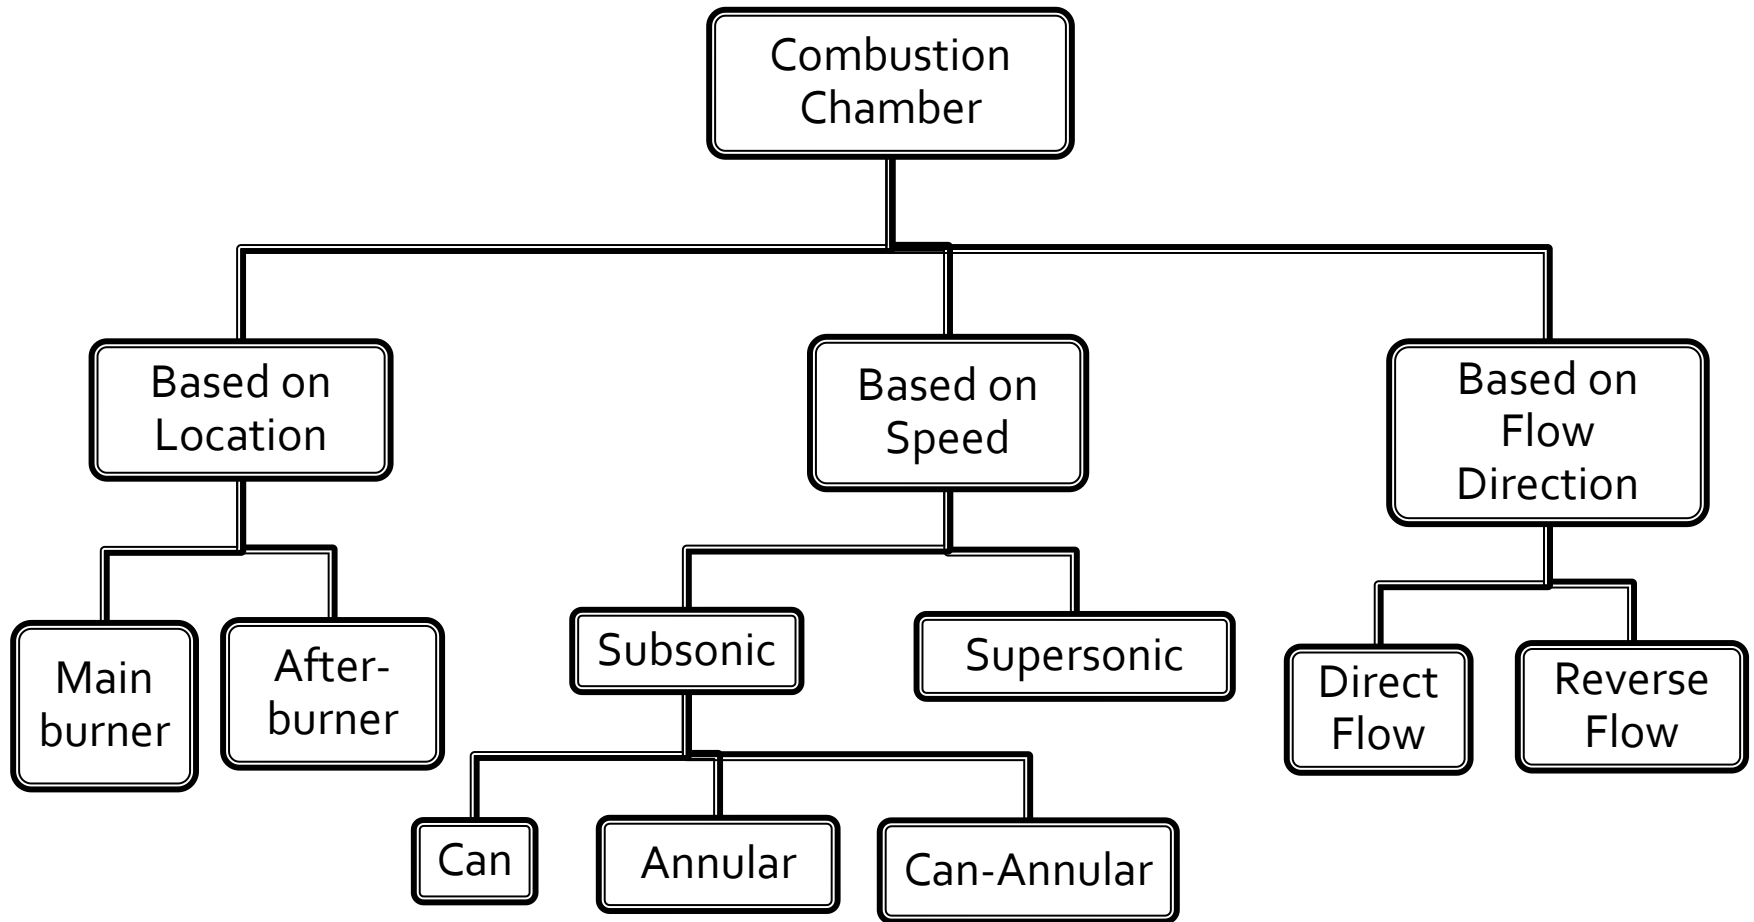 Combustion
Chamber
Based on
Location
Based on
Speed
Based on
Flow
Direction
Main
burner
After-
burner
Subsonic
Supersonic
Direct
Flow
Reverse
Flow
Can
Annular
Can-Annular